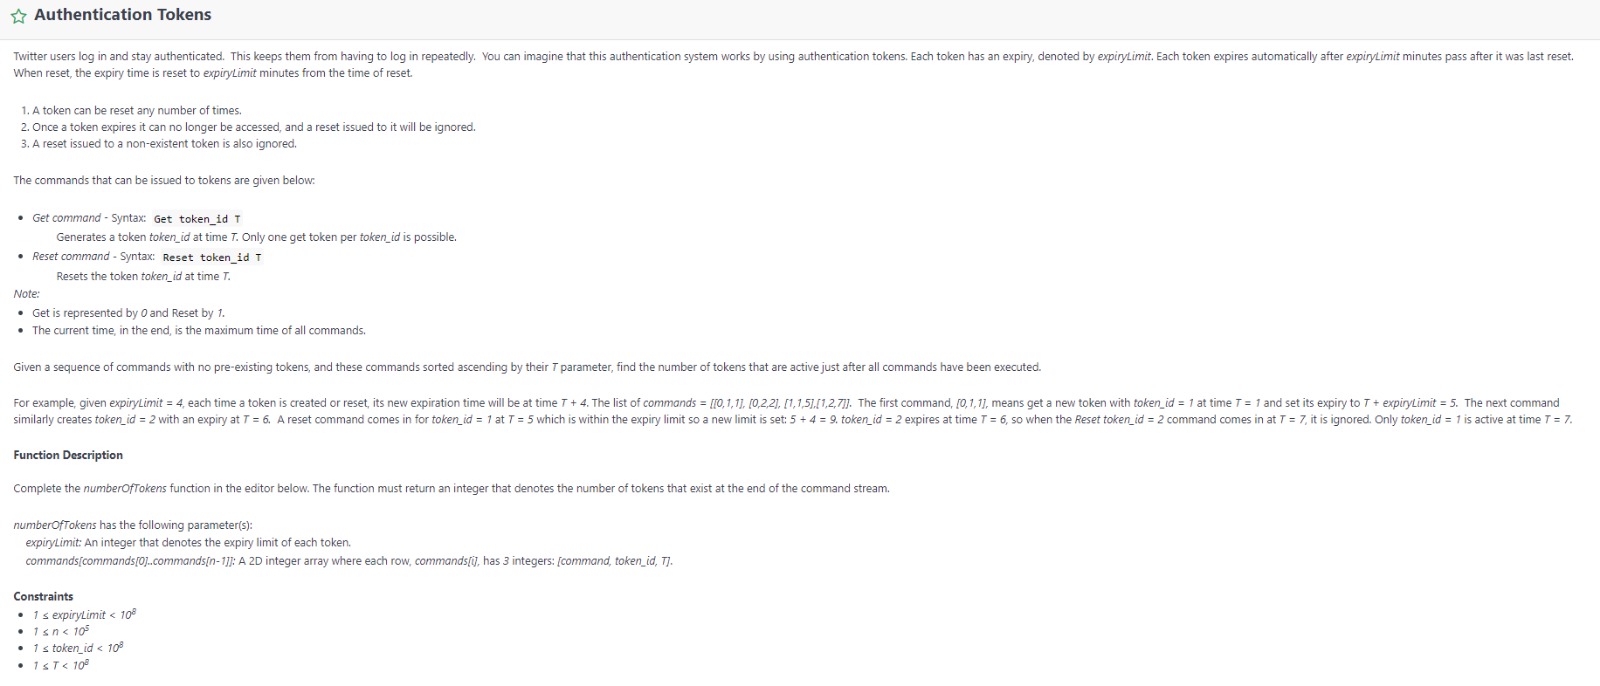 Authentication Tokens
Twitter users log in and stay authenticated. This keeps them from having to log in repeatedly. You can imagine that this authentication system works by using authentication tokens. Each token has an expiry, denoted by expiryLimit. Each token expires automatically after expiryLimit minutes pass after it was last reset.
When reset, the expiry time is reset to expiryLimit minutes from the time of reset.
1. A token can be reset any number of times.
2. Once a token expires it can no longer be accessed, and a reset issued to it will be ignored.
3. A reset issued to a non-existent token is also ignored.
The commands that can be issued to tokens are given below:
• Get command - Syntax: Get token_id T
Generates a token token_id at time T. Only one get token per token_id is possible.
• Reset command - Syntax: Reset token_id T
Resets the token token_id at time T.
Note:
• Get is represented by 0 and Reset by 1.
• The current time, in the end, is the maximum time of all commands.
Given a sequence of commands with no pre-existing tokens, and these commands sorted ascending by their T parameter, find the number of tokens that are active just after all commands have been executed.
For example, given expiryLimit = 4, each time a token is created or reset, its new expiration time will be at time T + 4. The list of commands = [[0,1,1], [0,2,2], [1,1,5],[1,2,7]]. The first command, [0,1,1], means get a new token with token_id = 1 at time T = 1 and set its expiry to T + expiryLimit = 5. The next command
similarly creates token_id = 2 with an expiry at T = 6. A reset command comes in for token_id = 1 at T = 5 which is within the expiry limit so a new limit is set: 5 + 4 = 9. token_id = 2 expires at time T = 6, so when the Reset token_id = 2 command comes in at T = 7, it is ignored. Only token_id = 1 is active at time T = 7.
Function Description
Complete the numberOfTokens function in the editor below. The function must return an integer that denotes the number of tokens that exist at the end of the command stream.
numberOfTokens has the following parameter(s):
expiryLimit: An integer that denotes the expiry limit of each token.
commands[commands[0]..commands[n-1]]: A 2D integer array where each row, commands[i], has 3 integers: [command, token_id, T].
Constraints
• 1 ≤ expiryLimit < 10⁸
• 1 ≤ n < 10⁵
• 1 ≤ token_id < 10⁸
• 1 ≤ T < 10⁸